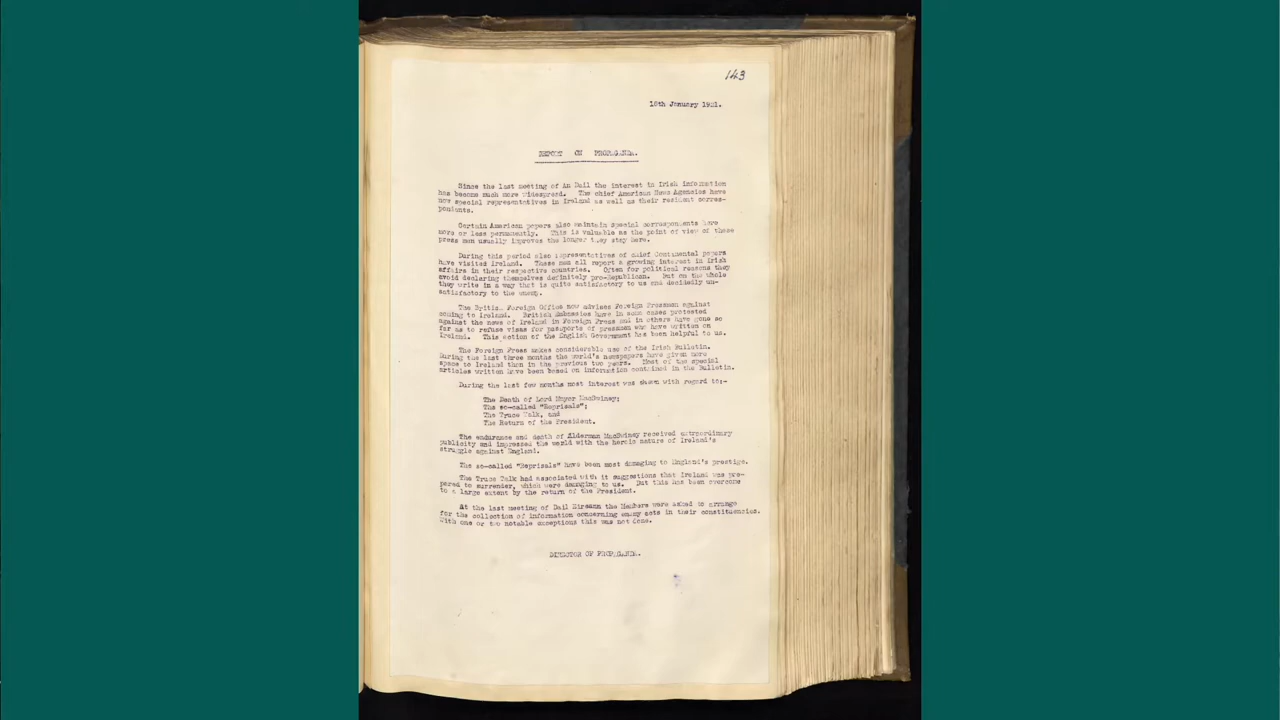 143
18th January 1921.
REPORT ON PROPAGANDA.
Since the last meeting of An Dail the interest in Irish information
has become much more widespread. The chief American News Agencies have
now special representatives in Ireland as well as their resident corres-
pondents.
Certain American papers also maintain special correspondents here
more or less permanently. This is valuable as the point of view of these
press men usually improves the longer they stay here.
During this period also representatives of chief Continental papers
have visited Ireland. These men all report a growing interest in Irish
affairs in their respective countries. Often for political reasons they
avoid declaring themselves definitely pro-Republican. But on the whole
they write in a way that is quite satisfactory to us and decidedly un-
satisfactory to the enemy.
The British Foreign Office now advises Foreign Pressmen against
coming to Ireland. British Embassies have in some cases protested
against the news of Ireland in Foreign Press and in others have gone so
far as to refuse visas for passports of pressmen who have written on
Ireland. This action of the English Government has been helpful to us.
The Foreign Press makes considerable use of the Irish Bulletin.
During the last three months the world's newspapers have given more
space to Ireland than in the previous two years. Most of the special
articles written have been based on information contained in the Bulletin.
During the last few months most interest was shown with regard to:-
The Death of Lord Mayor MacSwiney;
The so-called "Reprisals";
The Truce Talk, and
The Return of the President.
The endurance and death of Alderman MacSwiney received extraordinary
publicity and impressed the world with the heroic nature of Ireland's
struggle against England.
The so-called "Reprisals" have been most damaging to England's prestige.
The Truce Talk had associated with it suggestions that Ireland was pre-
pared to surrender, which were damaging to us. But this has been overcome
to a large extent by the return of the President.
At the last meeting of Dail Eireann the Members were asked to arrange
for the collection of information concerning enemy acts in their constituencies.
With one or two notable exceptions this was not done.
DIRECTOR OF PROPAGANDA.